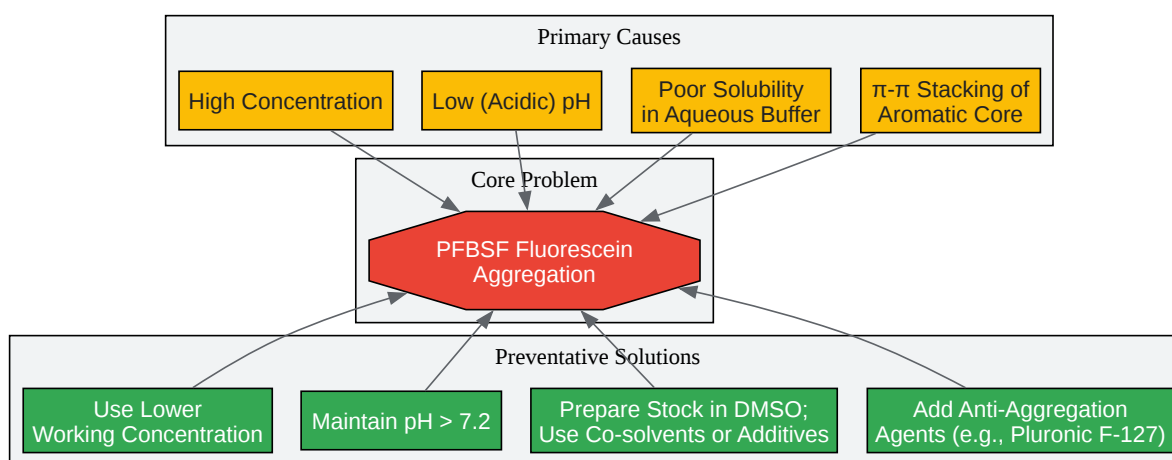 Primary Causes
High Concentration
Low (Acidic) pH
Poor Solubility
in Aqueous Buffer
π-π Stacking of
Aromatic Core
Core Problem
PFBSF Fluorescein
Aggregation
Preventative Solutions
Use Lower
Working Concentration
Maintain pH > 7.2
Prepare Stock in DMSO;
Use Co-solvents or Additives
Add Anti-Aggregation
Agents (e.g., Pluronic F-127)